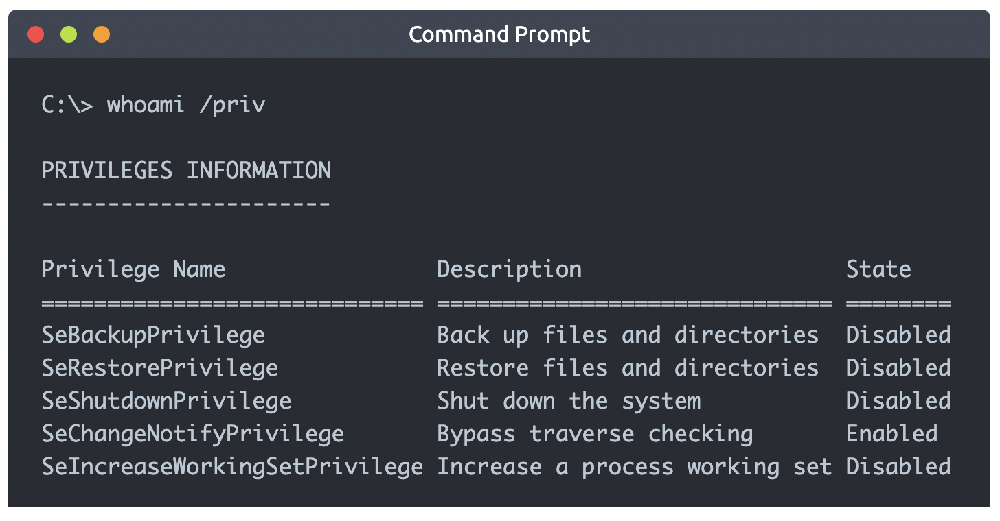 Command Prompt
C:\> whoami /priv
PRIVILEGES INFORMATION
----------------------
Privilege Name                Description                    State
============================= ============================== ========
SeBackupPrivilege             Back up files and directories  Disabled
SeRestorePrivilege            Restore files and directories  Disabled
SeShutdownPrivilege           Shut down the system           Disabled
SeChangeNotifyPrivilege       Bypass traverse checking       Enabled
SeIncreaseWorkingSetPrivilege Increase a process working set Disabled